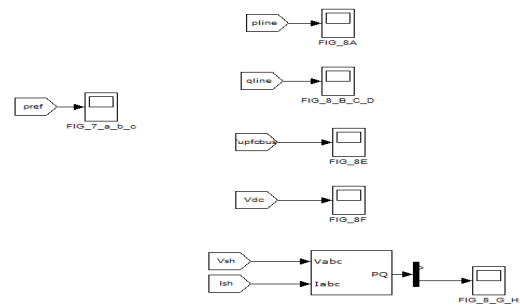 pline
FIG_8A
qline
FIG_8_B_C_D
pref
FIG_7_a_b_c
upfcbus
FIG_8E
Vdc
FIG_8F
Vsh
Vabc
PQ
Ish
Iabc
FIG_8_G_H